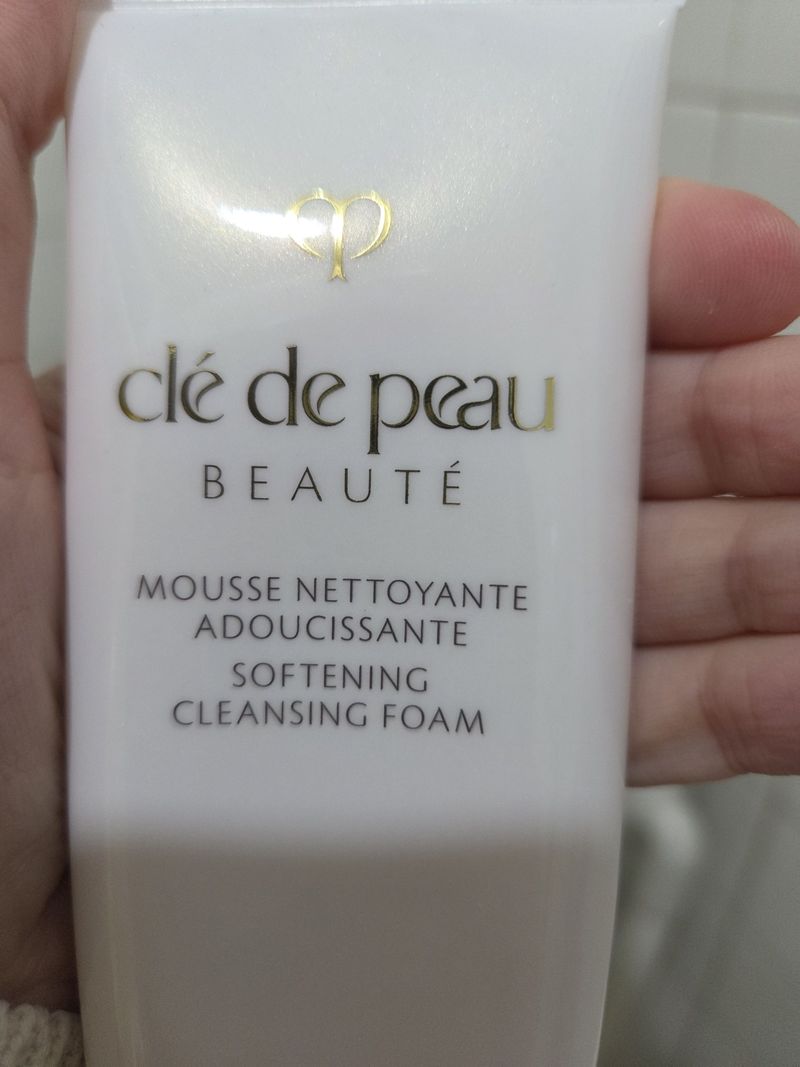 clé de peau
BEAUTÉ
MOUSSE NETTOYANTE
ADOUCISSANTE
SOFTENING
CLEANSING FOAM